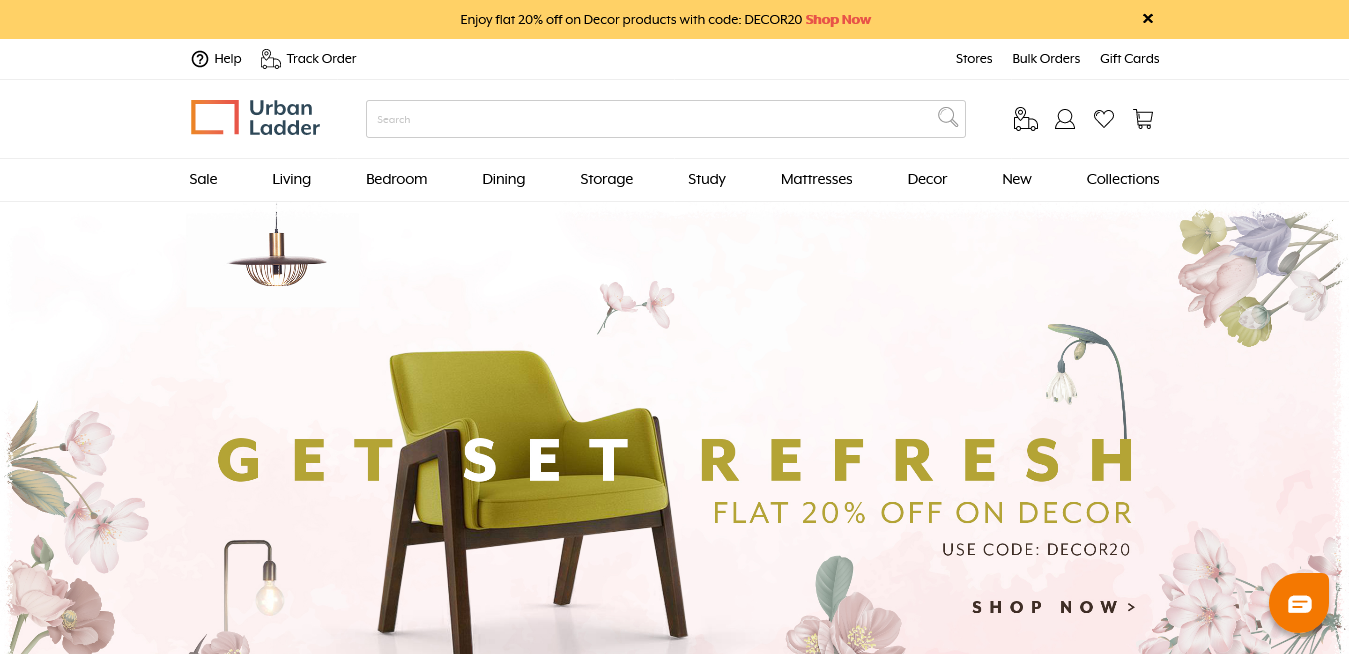 Enjoy flat 20% off on Decor products with code: DECOR20 Shop Now
Help Track Order Stores Bulk Orders Gift Cards
Urban
Ladder
Search
Sale Living Bedroom Dining Storage Study Mattresses Decor New Collections
GET SET REFRESH
FLAT 20% OFF ON DECOR
USE CODE: DECOR20
SHOP NOW >